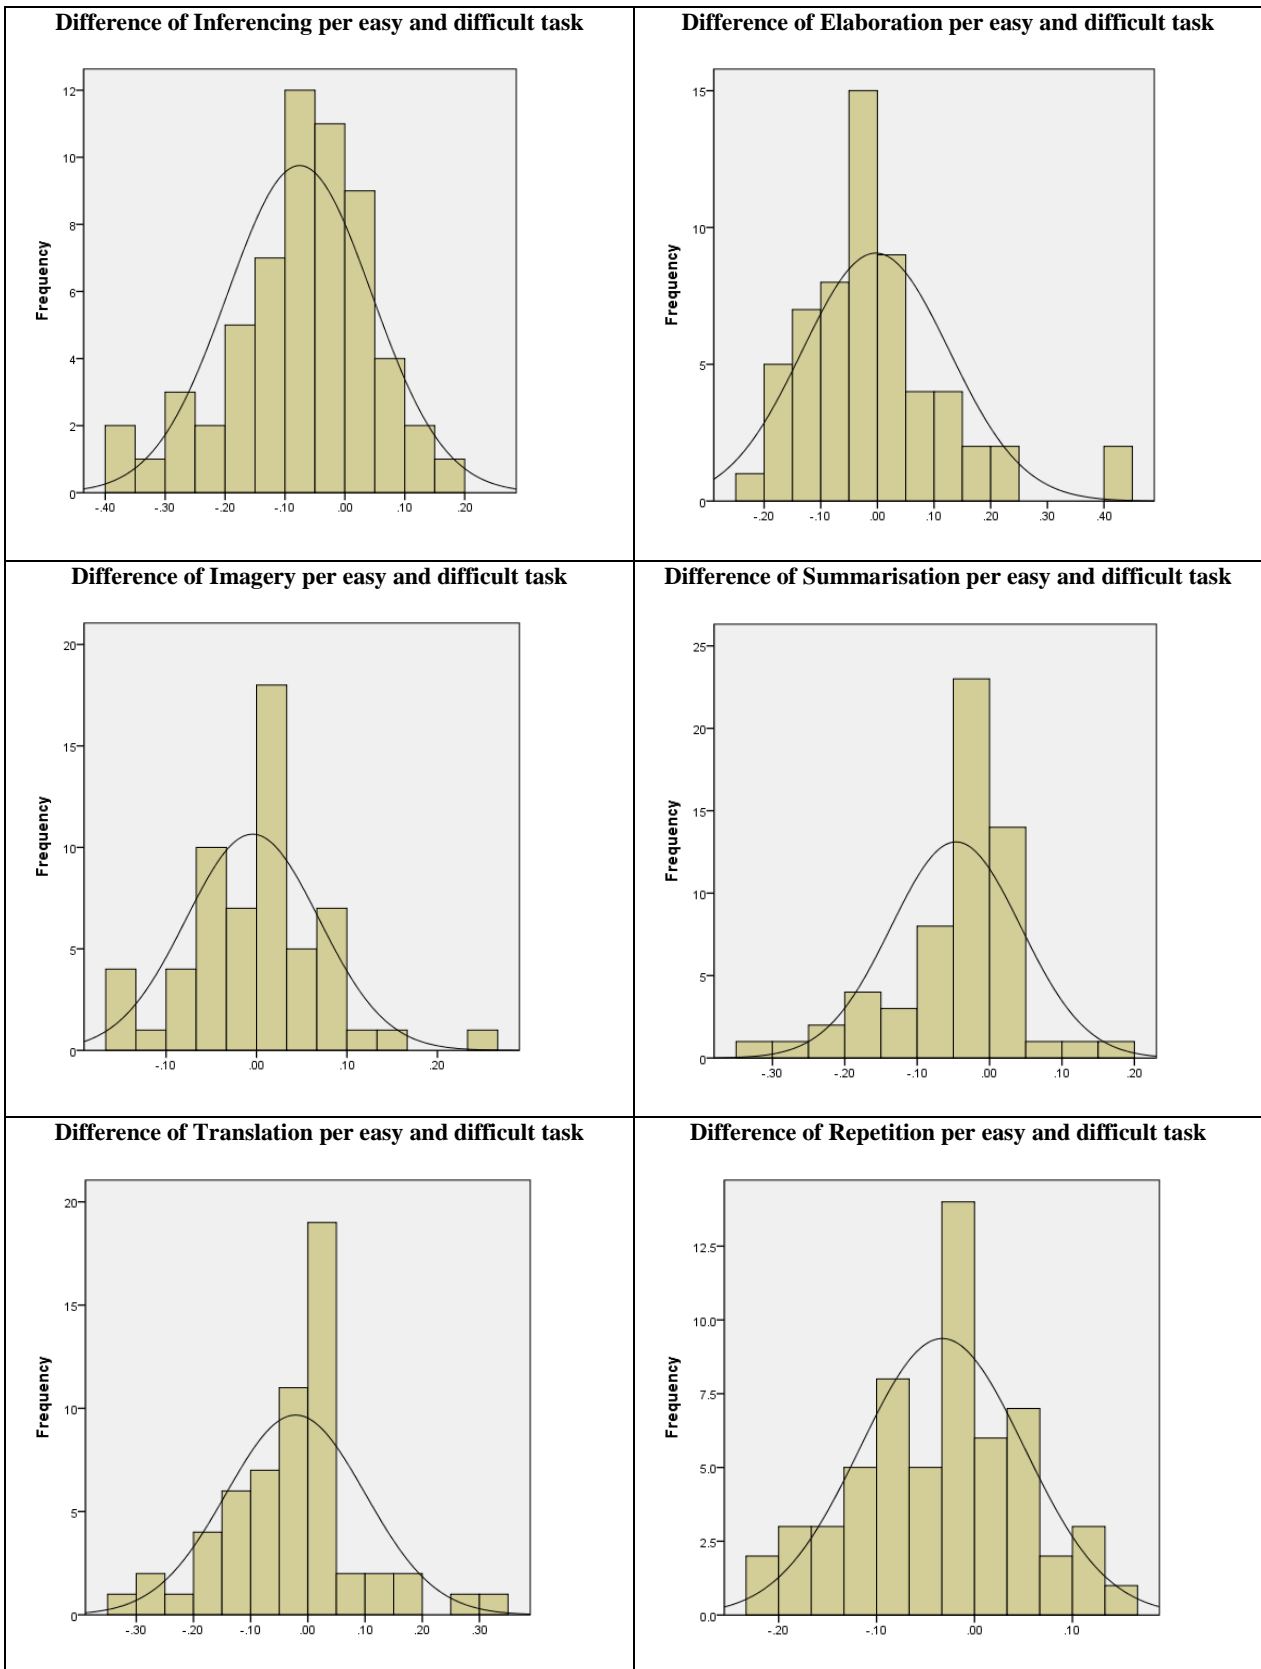 Difference of Inferencing per easy and difficult task
Frequency
12
10
8
6
4
2
0
-.40 -.30 -.20 -.10 .00 .10 .20
Difference of Elaboration per easy and difficult task
Frequency
15
10
5
0
-.20 -.10 .00 .10 .20 .30 .40
Difference of Imagery per easy and difficult task
Frequency
20
15
10
5
0
-.10 .00 .10 .20
Difference of Summarisation per easy and difficult task
Frequency
25
20
15
10
5
0
-.30 -.20 -.10 .00 .10 .20
Difference of Translation per easy and difficult task
Frequency
20
15
10
5
0
-.30 -.20 -.10 .00 .10 .20 .30
Difference of Repetition per easy and difficult task
Frequency
12.5
10.0
7.5
5.0
2.5
0.0
-.20 -.10 .00 .10